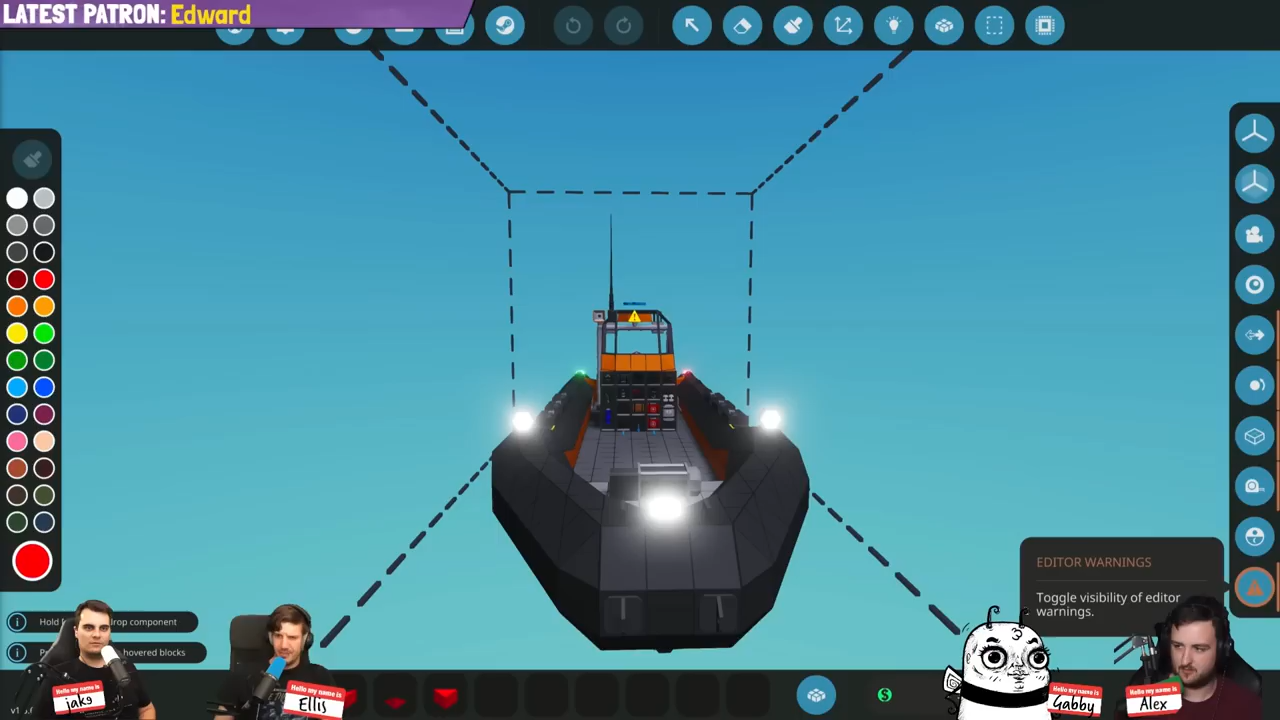 LATEST PATRON: Edward
EDITOR WARNINGS
Toggle visibility of editor
warnings.
Hold
drop component
hovered blocks
Hello my name is
jak9
Hello my name is
Ellis
Hello my name is
Gabby
Hello my name is
Alex